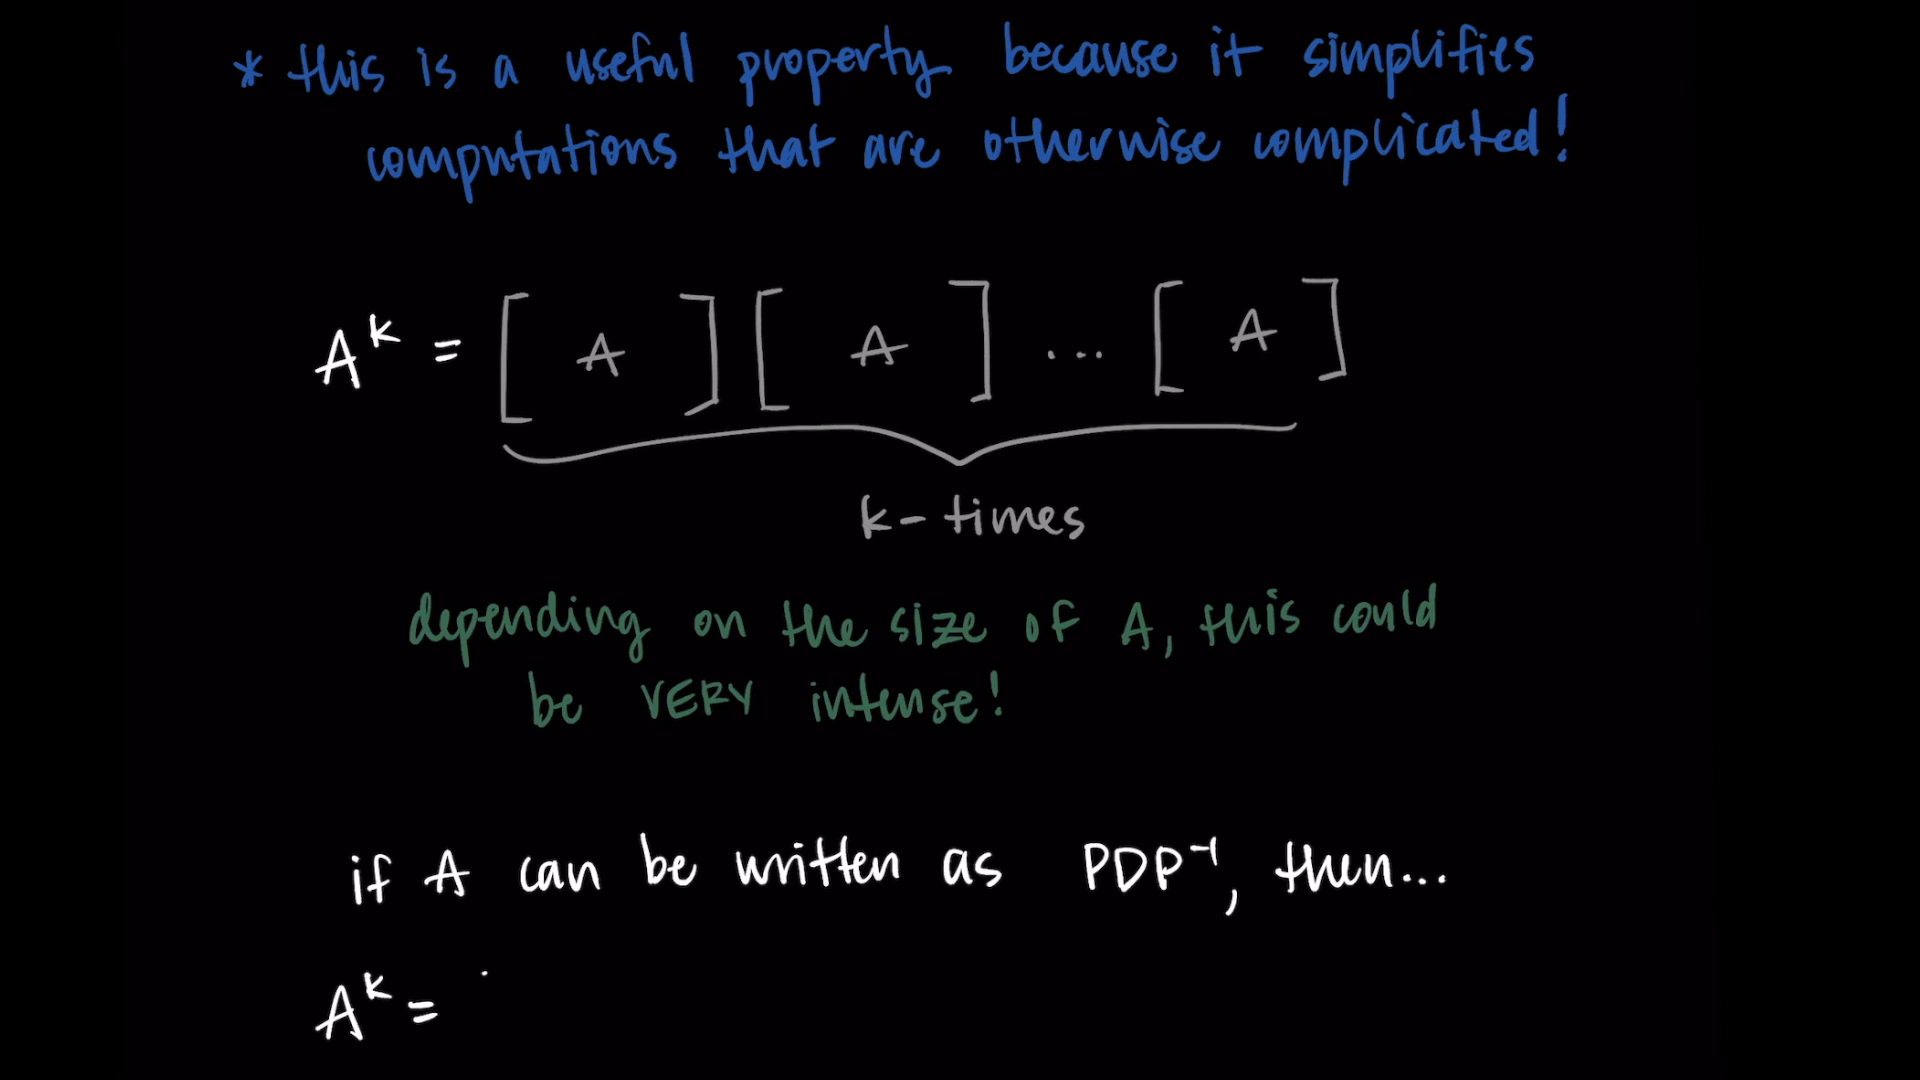 * this is a useful property because it simplifies
computations that are otherwise complicated!
A^k = [ A ] [ A ] ... [ A ]
k - times
depending on the size of A, this could
be VERY intense!
if A can be written as PDP⁻¹, then...
A^k =